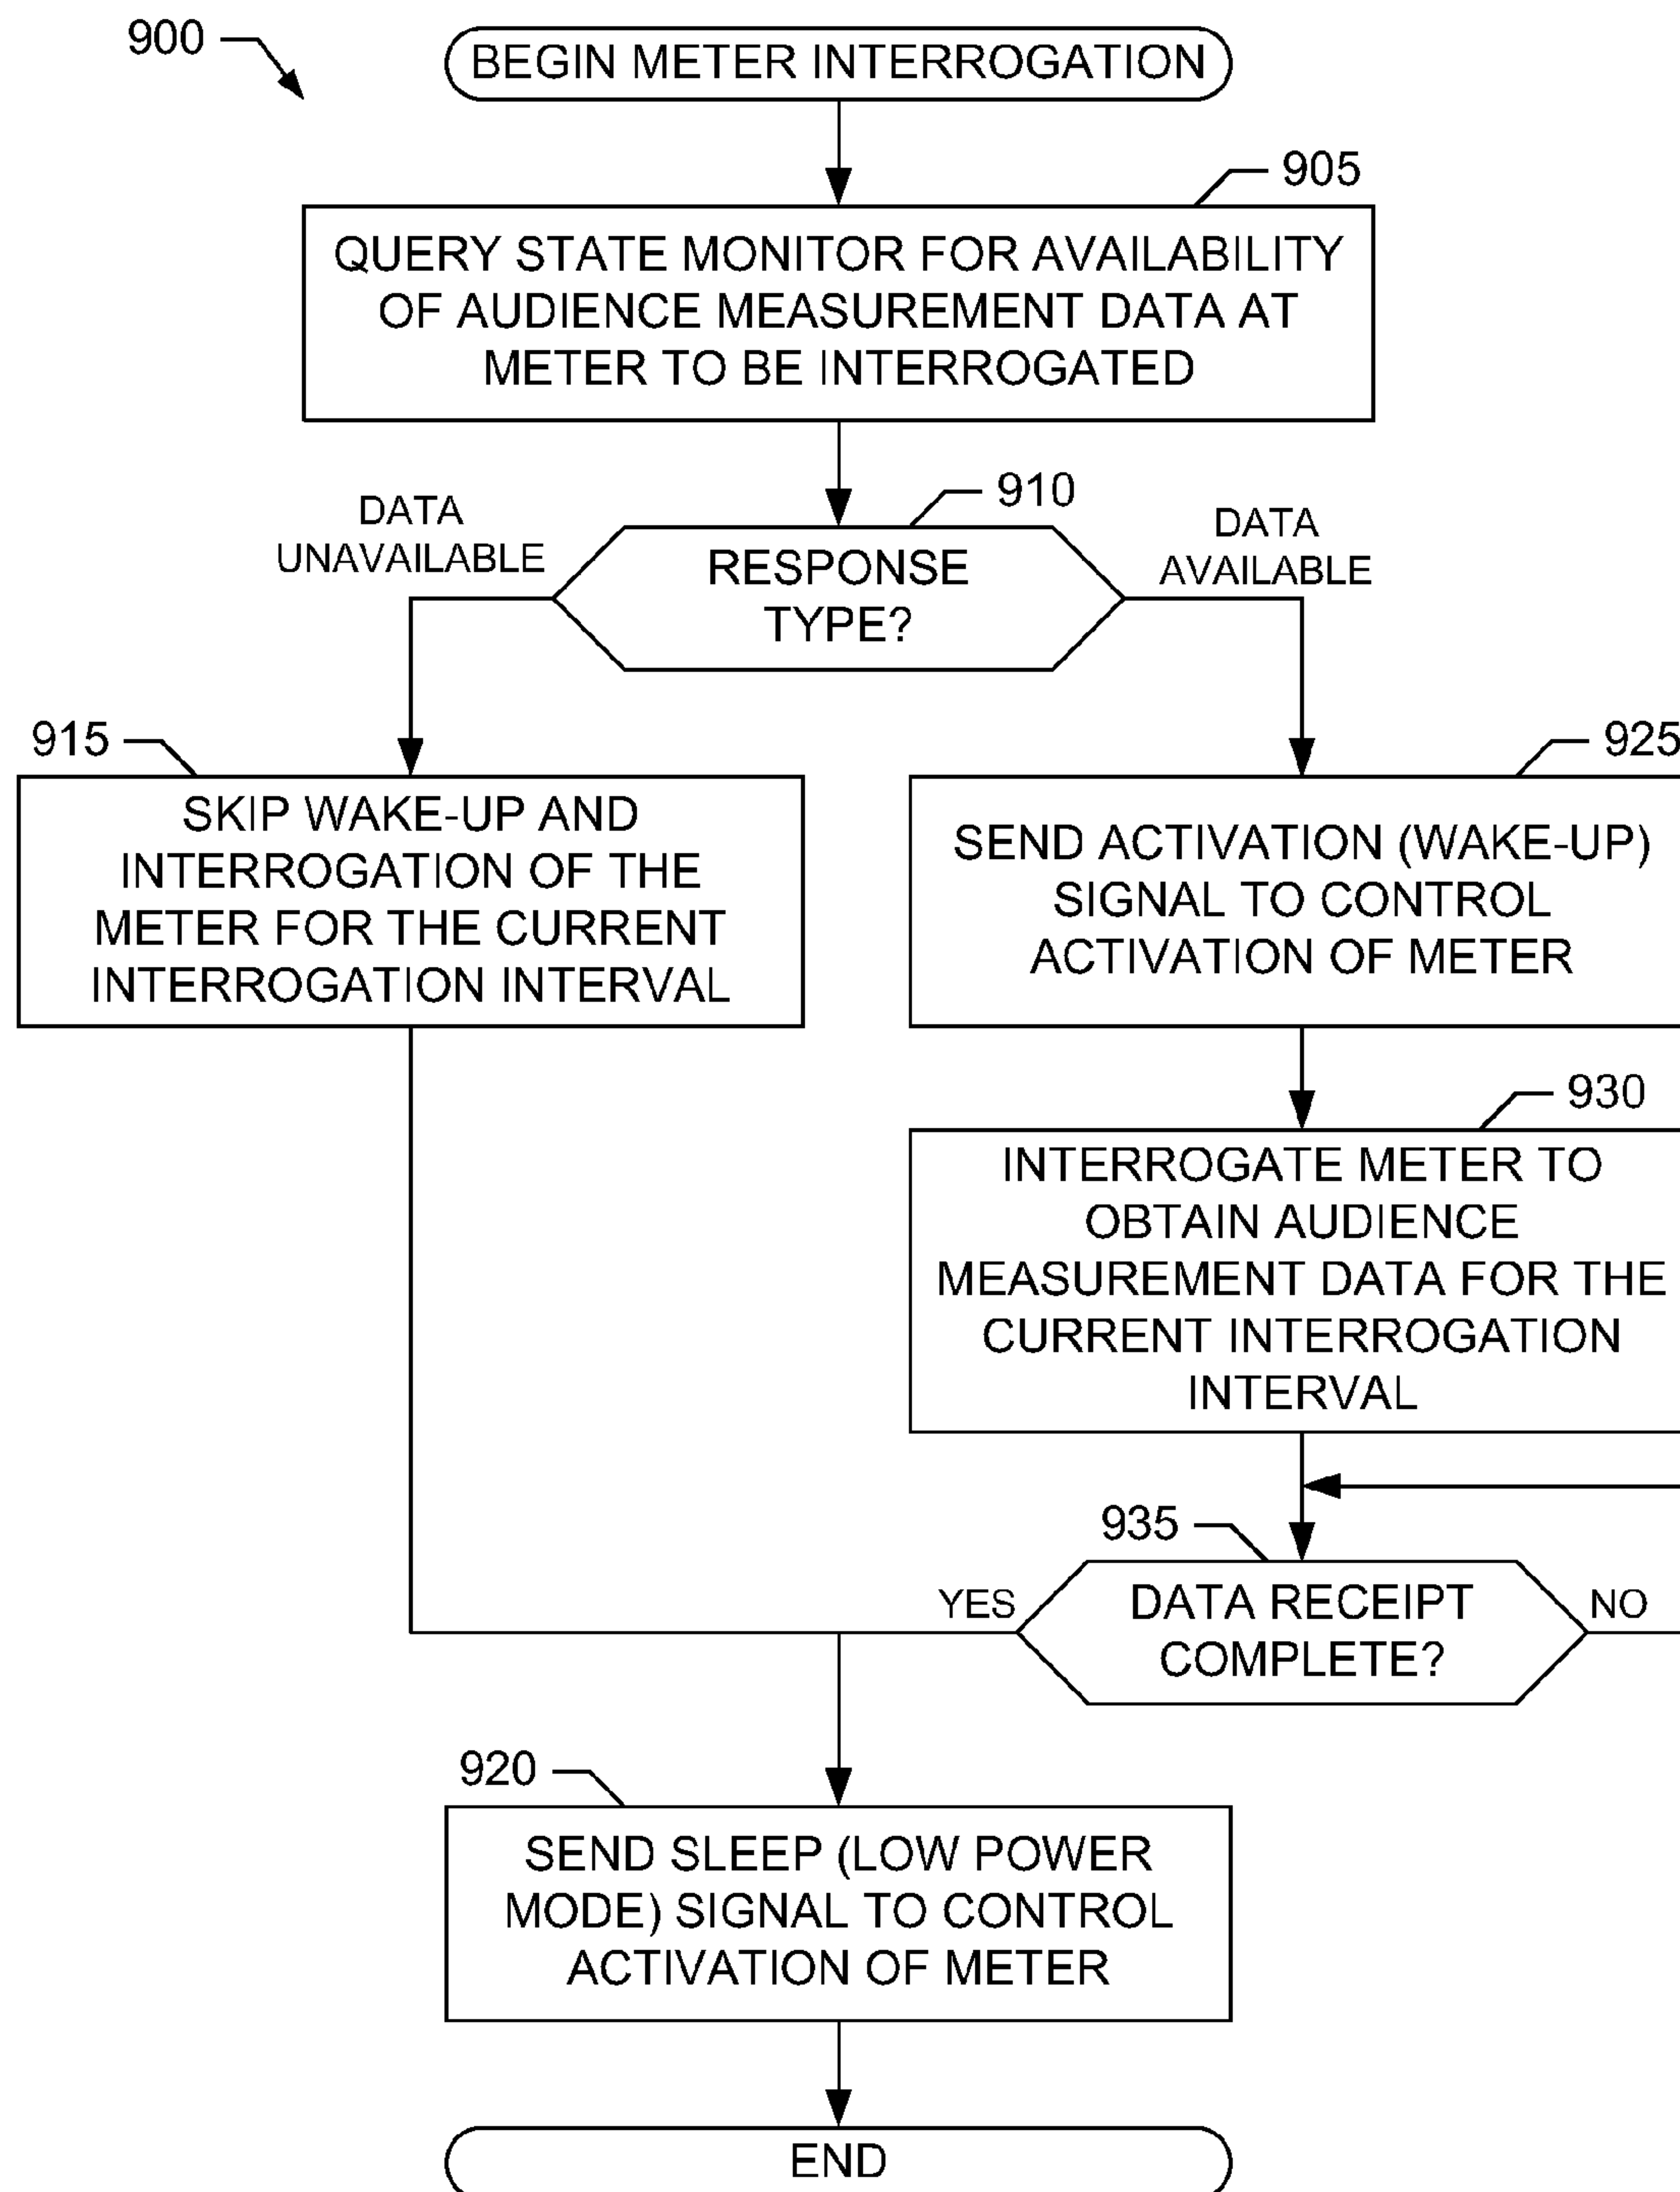 900
BEGIN METER INTERROGATION
905
QUERY STATE MONITOR FOR AVAILABILITY
OF AUDIENCE MEASUREMENT DATA AT
METER TO BE INTERROGATED
910
DATA
UNAVAILABLE
RESPONSE
TYPE?
DATA
AVAILABLE
915
SKIP WAKE-UP AND
INTERROGATION OF THE
METER FOR THE CURRENT
INTERROGATION INTERVAL
925
SEND ACTIVATION (WAKE-UP)
SIGNAL TO CONTROL
ACTIVATION OF METER
930
INTERROGATE METER TO
OBTAIN AUDIENCE
MEASUREMENT DATA FOR THE
CURRENT INTERROGATION
INTERVAL
935
YES
DATA RECEIPT
COMPLETE?
NO
920
SEND SLEEP (LOW POWER
MODE) SIGNAL TO CONTROL
ACTIVATION OF METER
END